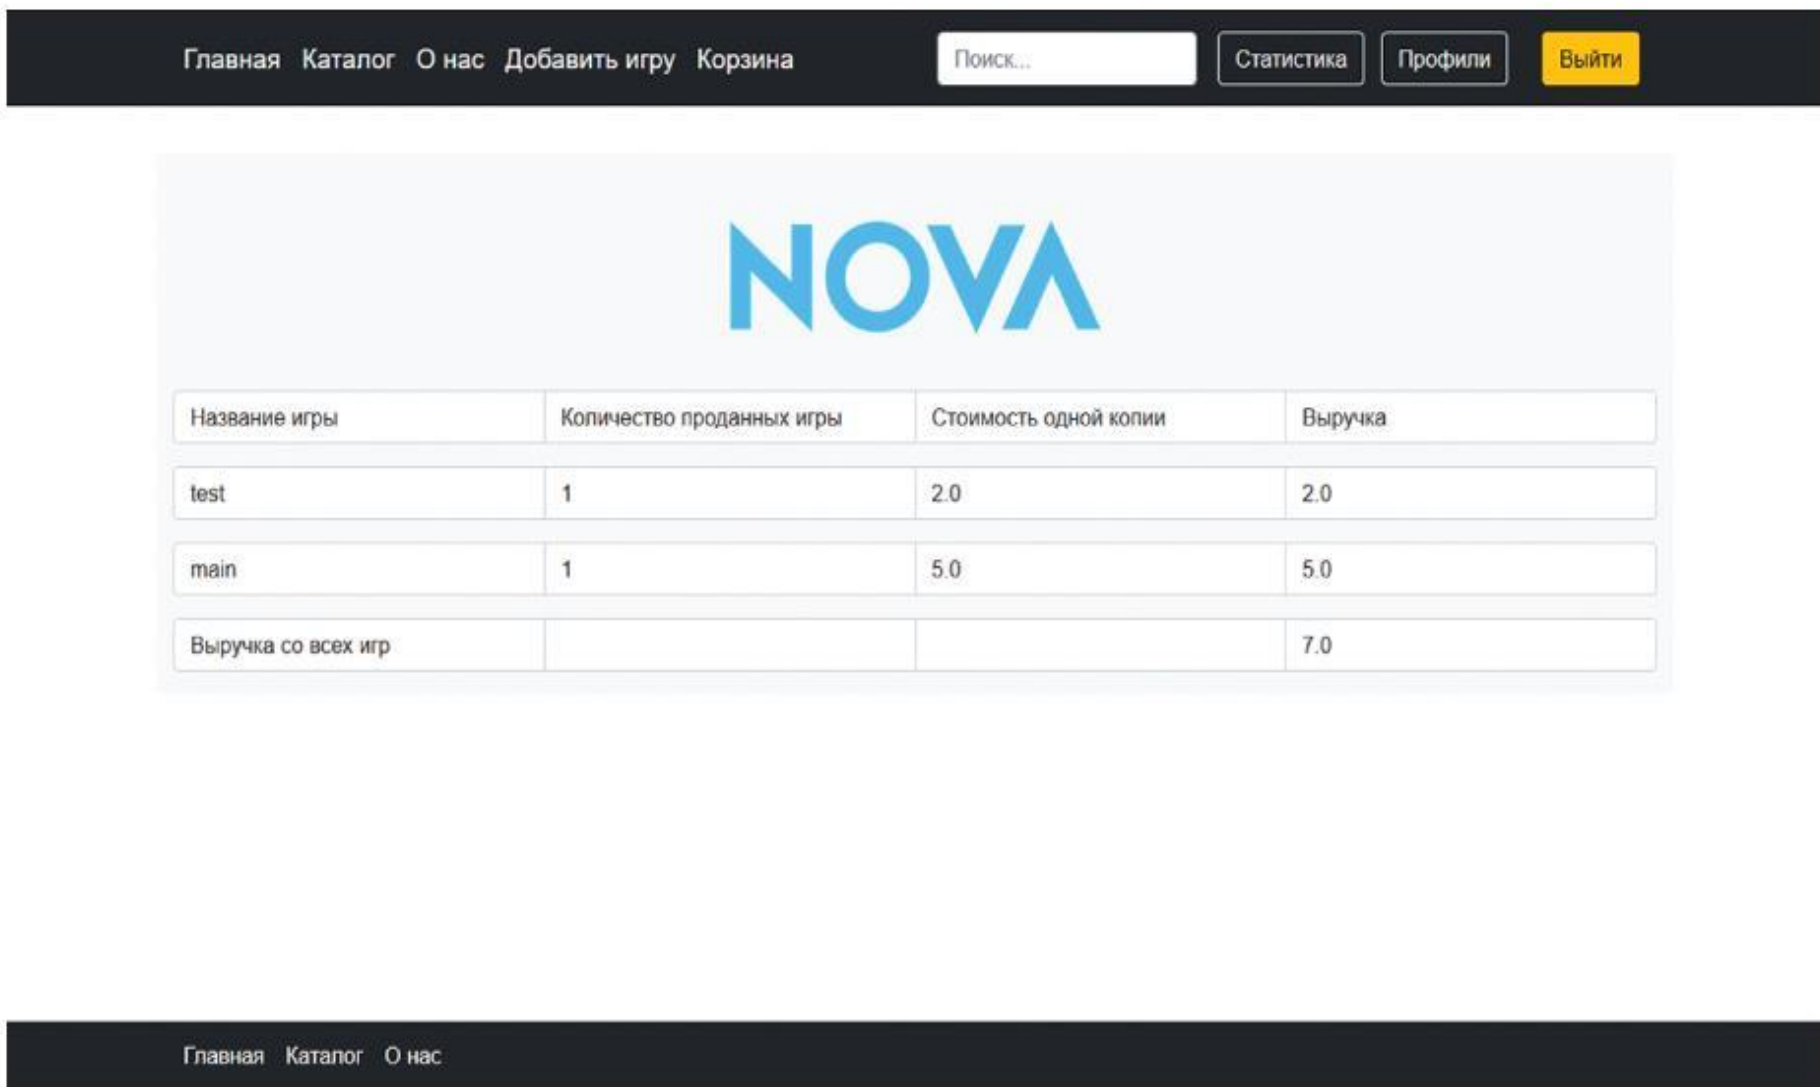 Главная Каталог О нас Добавить игру Корзина Поиск... Статистика Профили Выйти
NOVA
Название игры Количество проданных игры Стоимость одной копии Выручка
test 1 2.0 2.0
main 1 5.0 5.0
Выручка со всех игр 7.0
Главная Каталог О нас